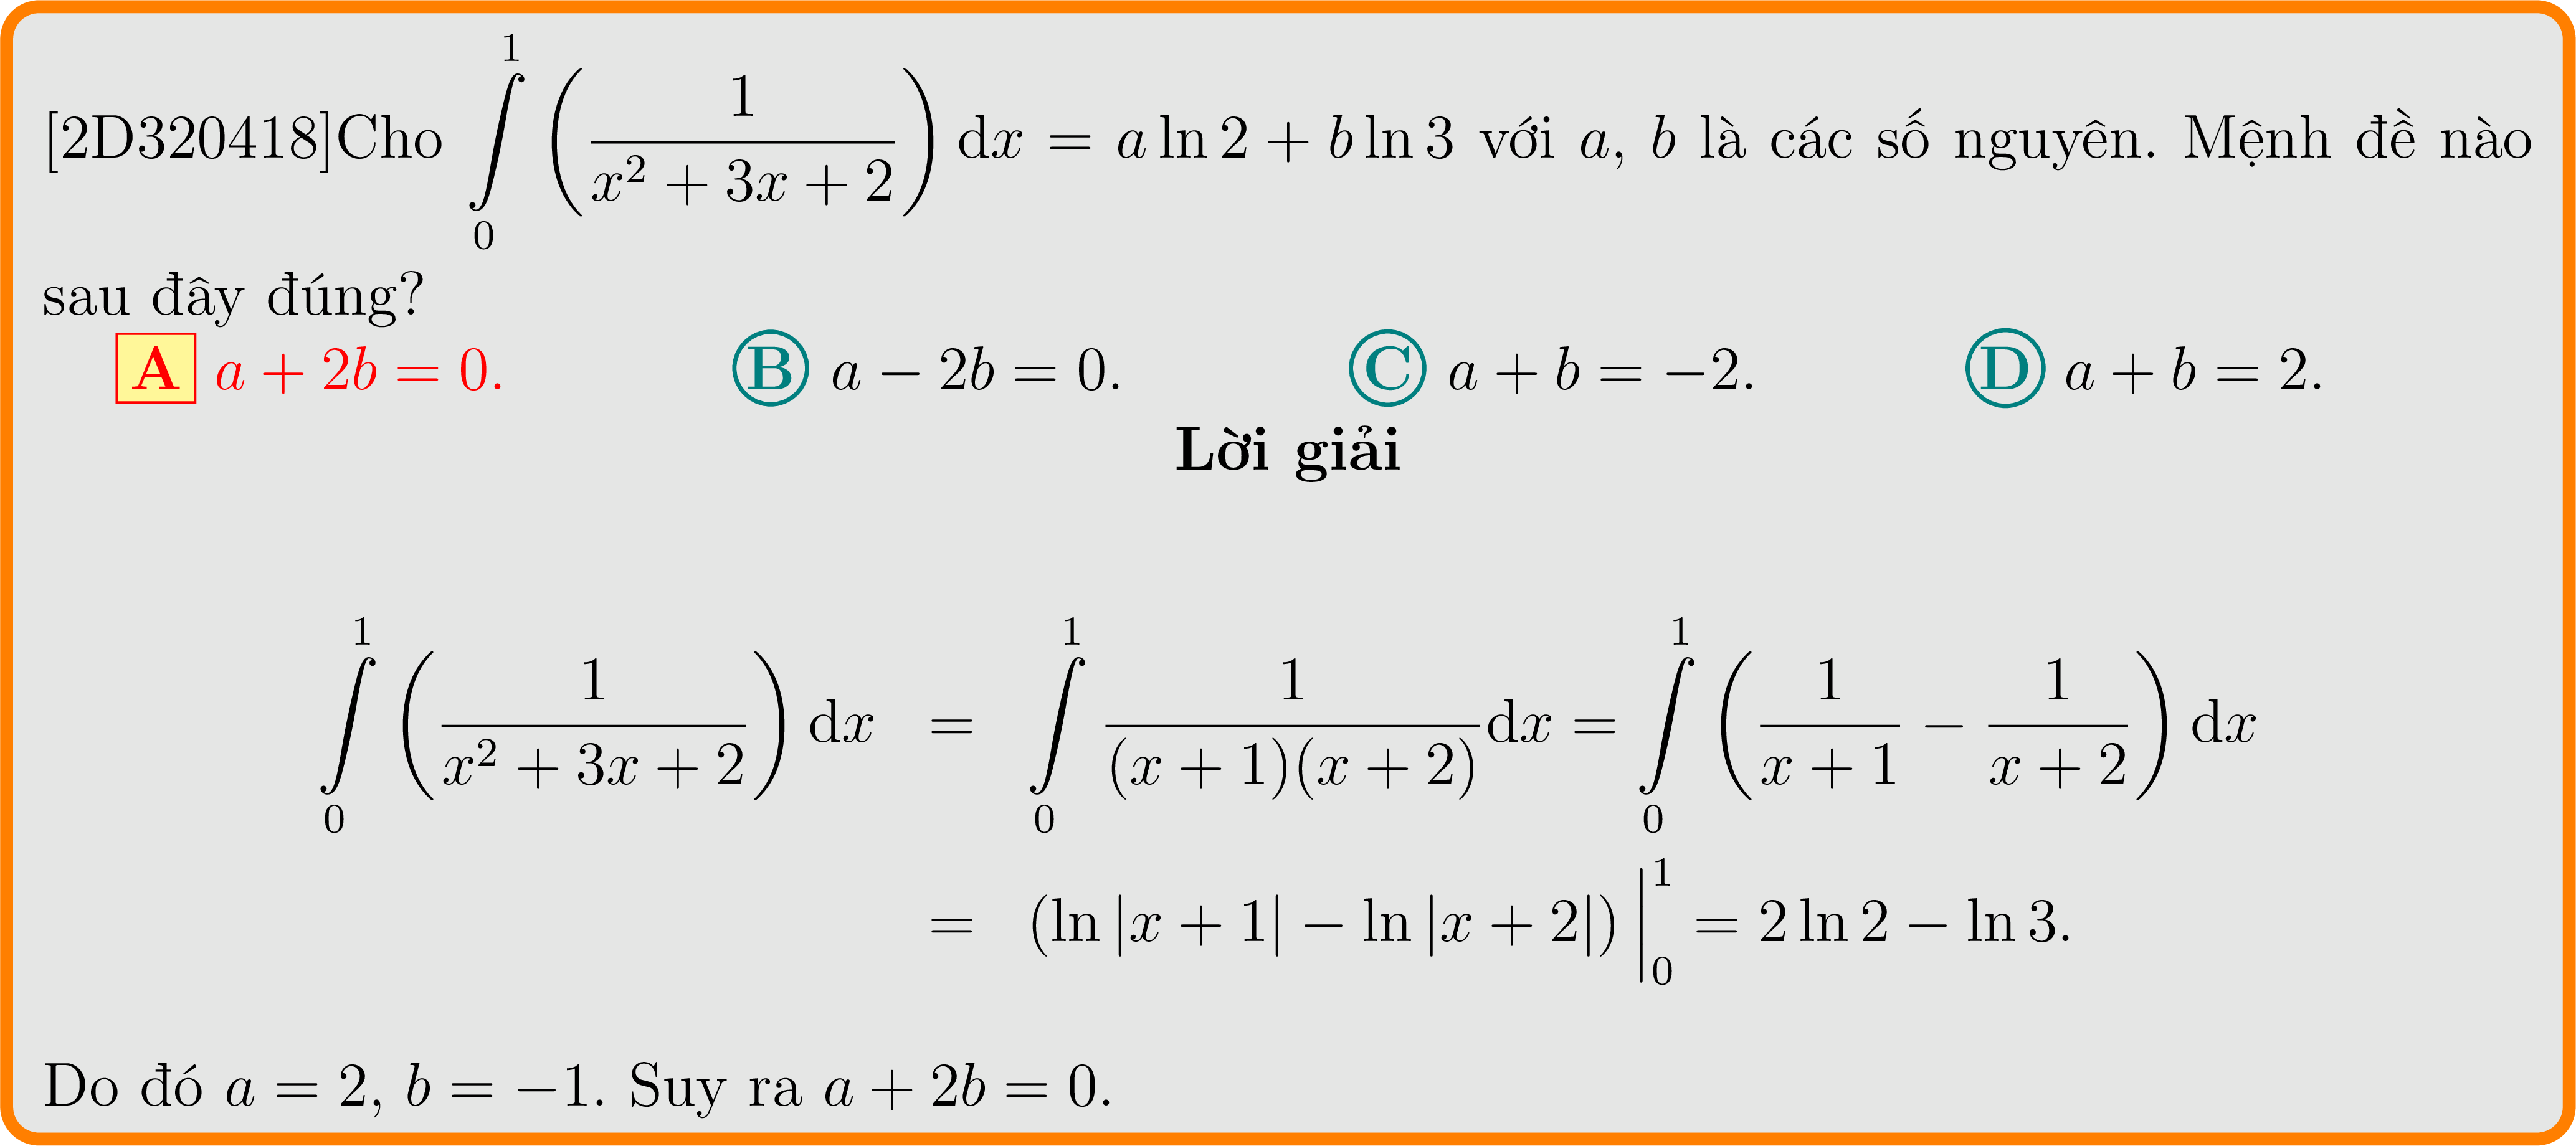 [2D320418]Cho $\int\limits_0^1 \left(\frac{1}{x^2+3x+2}\right) \mathrm{d}x = a\ln 2 + b\ln 3$ với $a$, $b$ là các số nguyên. Mệnh đề nào
sau đây đúng?
A $a+2b=0$. B $a-2b=0$. C $a+b=-2$. D $a+b=2$.
Lời giải
$\int\limits_0^1 \left(\frac{1}{x^2+3x+2}\right) \mathrm{d}x = \int\limits_0^1 \frac{1}{(x+1)(x+2)} \mathrm{d}x = \int\limits_0^1 \left(\frac{1}{x+1} - \frac{1}{x+2}\right) \mathrm{d}x$
$= (\ln|x+1| - \ln|x+2|)\Big|_0^1 = 2\ln 2 - \ln 3.$
Do đó $a=2$, $b=-1$. Suy ra $a+2b=0$.